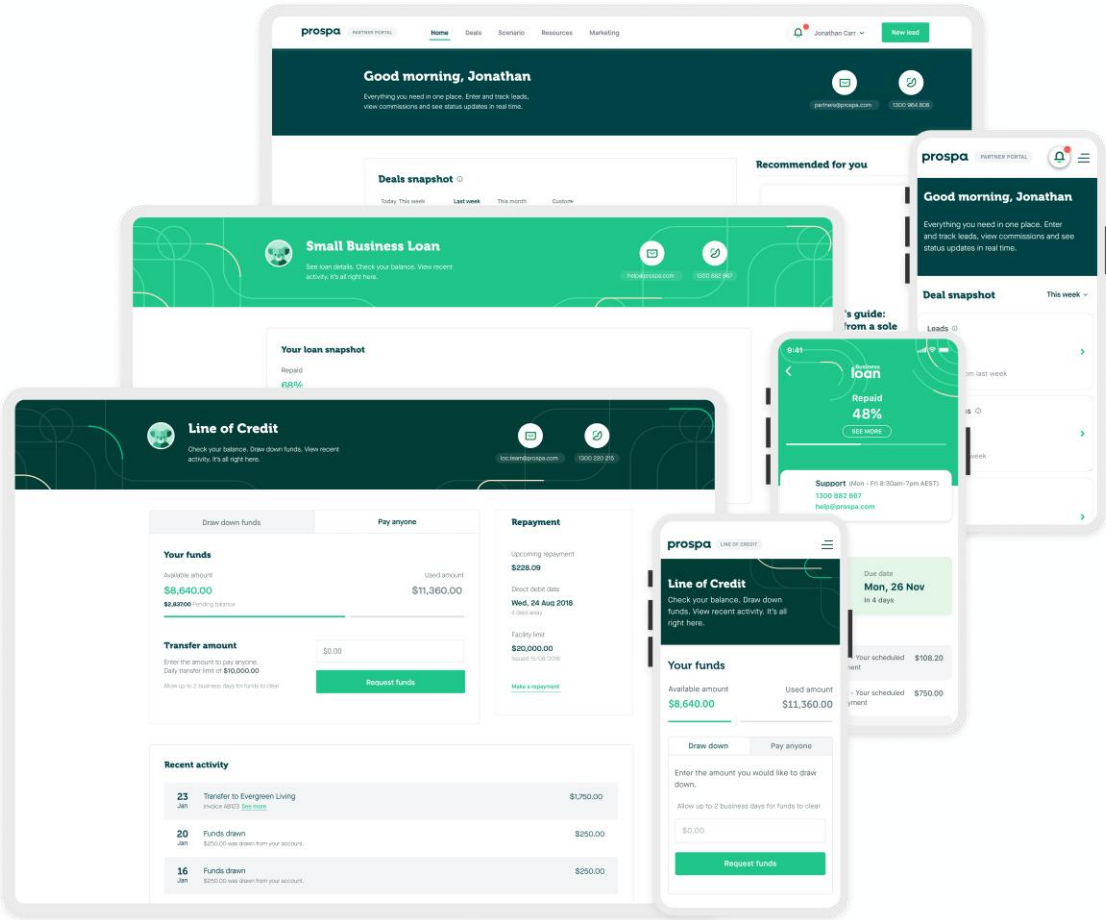 prospa PARTNER PORTAL Home Deals Scenario Resources Marketing Jonathan Carr New lead
Good morning, Jonathan
Everything you need in one place. Enter and track leads,
view commissions and see status updates in real time.
partners@prospa.com 1300 964 808
Deals snapshot
Today This week Last week This month Custom
Recommended for you
's guide:
from a sole
prospa PARTNER PORTAL
Good morning, Jonathan
Everything you need in one place. Enter
and track leads, view commissions and see
status updates in real time.
Deal snapshot This week
Leads
om last week
week
Small Business Loan
See loan details. Check your balance. View recent
activity. It's all right here.
help@prospa.com 1300 882 867
Your loan snapshot
Repaid
68%
9:41
Business
loan
Repaid
48%
SEE MORE
Support (Mon - Fri 8:30am-7pm AEST)
1300 882 867
help@prospa.com
Due date
Mon, 26 Nov
In 4 days
- Your scheduled $108.20
ment
- Your scheduled $750.00
yment
Line of Credit
Check your balance. Draw down funds. View recent
activity. It's all right here.
loc.team@prospa.com 1300 220 215
Draw down funds Pay anyone
Your funds
Available amount Used amount
$8,640.00 $11,360.00
$2,837.00 Pending balance
Transfer amount
Enter the amount to pay anyone.
Daily transfer limit of $10,000.00
Allow up to 2 business days for funds to clear
$0.00
Request funds
Repayment
Upcoming repayment
$228.09
Direct debit date
Wed, 24 Aug 2018
4 days away
Facility limit
$20,000.00
Issued 15/08/2018
Make a repayment
Recent activity
23 Transfer to Evergreen Living $1,750.00
Jan Invoice AB123 See more
20 Funds drawn $250.00
Jan $250.00 was drawn from your account.
16 Funds drawn $250.00
Jan $250.00 was drawn from your account.
prospa LINE OF CREDIT
Line of Credit
Check your balance. Draw down
funds. View recent activity. It's all
right here.
Your funds
Available amount Used amount
$8,640.00 $11,360.00
Draw down Pay anyone
Enter the amount you would like to draw
down.
Allow up to 2 business days for funds to clear
$0.00
Request funds